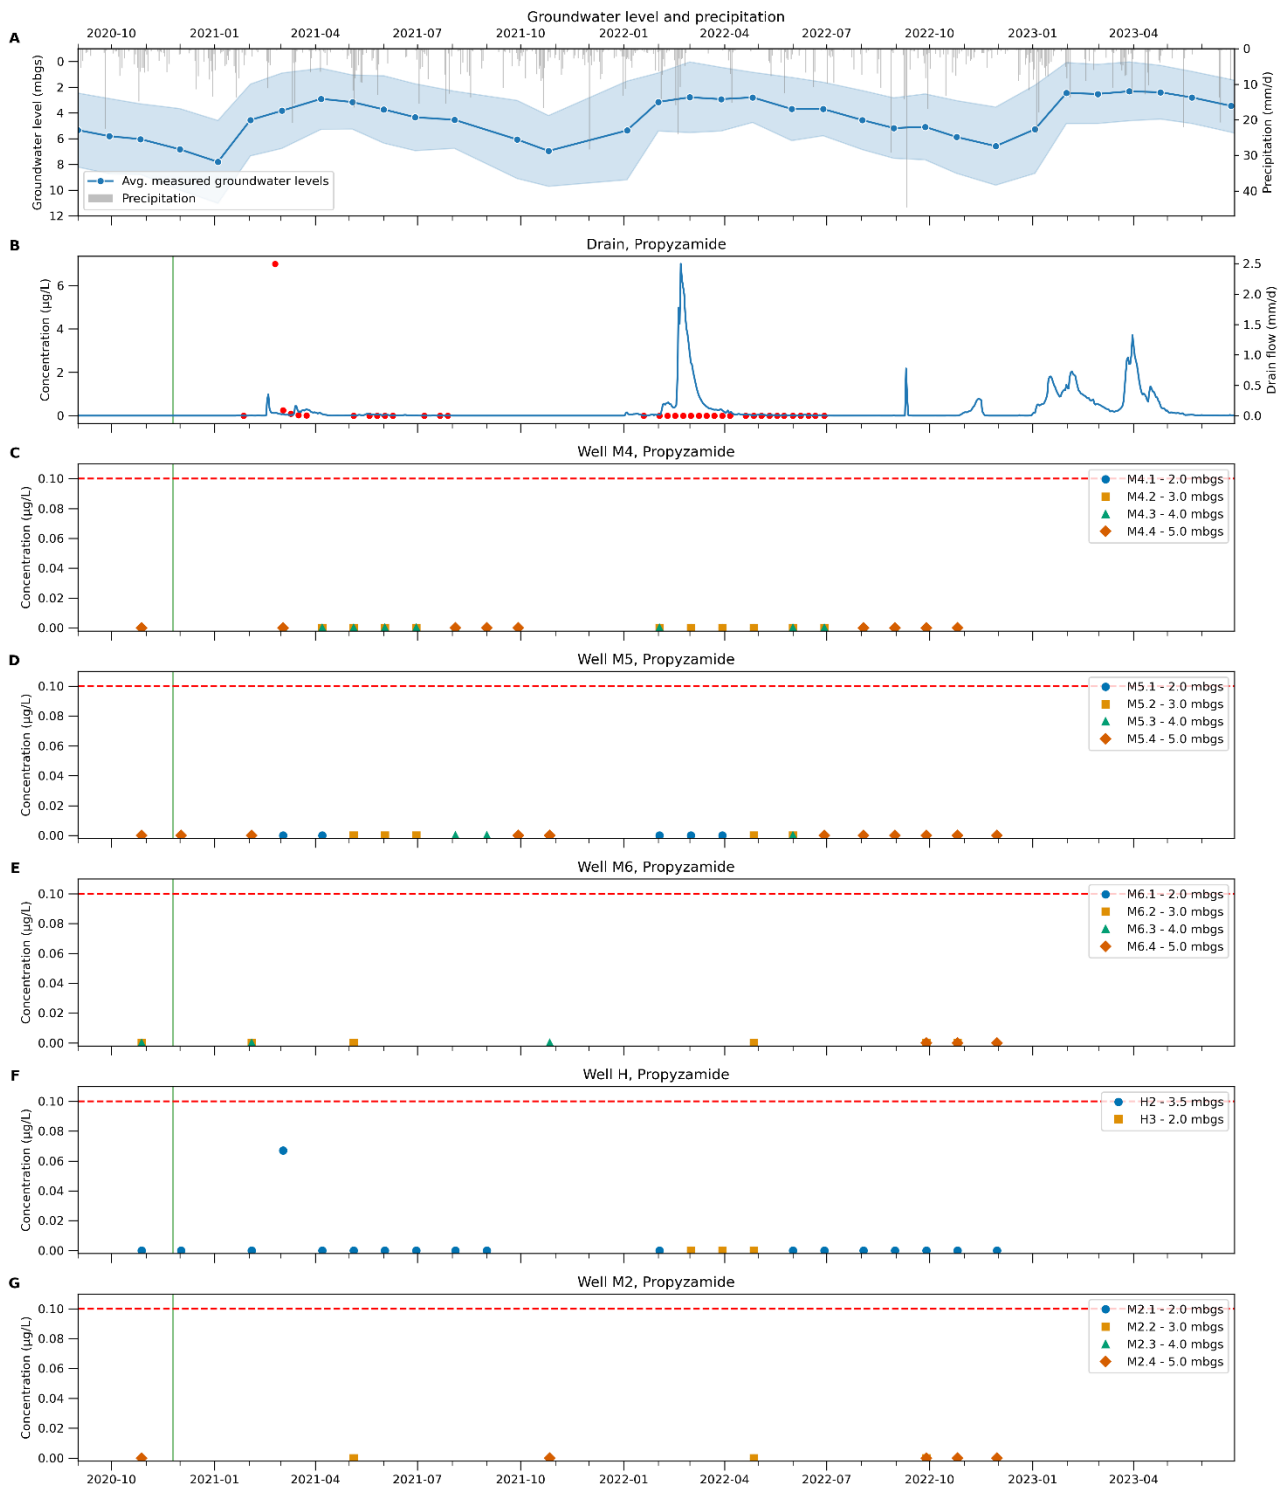 Groundwater level and precipitation
A
2020-10 2021-01 2021-04 2021-07 2021-10 2022-01 2022-04 2022-07 2022-10 2023-01 2023-04
Groundwater level (mbgs)
0 2 4 6 8 10 12
Avg. measured groundwater levels
Precipitation
0 10 20 30 40
Precipitation (mm/d)
B
Drain, Propyzamide
Concentration (µg/L)
6 4 2 0
2.5 2.0 1.5 1.0 0.5 0.0
Drain flow (mm/d)
C
Well M4, Propyzamide
Concentration (µg/L)
0.10 0.08 0.06 0.04 0.02 0.00
M4.1 - 2.0 mbgs
M4.2 - 3.0 mbgs
M4.3 - 4.0 mbgs
M4.4 - 5.0 mbgs
D
Well M5, Propyzamide
Concentration (µg/L)
0.10 0.08 0.06 0.04 0.02 0.00
M5.1 - 2.0 mbgs
M5.2 - 3.0 mbgs
M5.3 - 4.0 mbgs
M5.4 - 5.0 mbgs
E
Well M6, Propyzamide
Concentration (µg/L)
0.10 0.08 0.06 0.04 0.02 0.00
M6.1 - 2.0 mbgs
M6.2 - 3.0 mbgs
M6.3 - 4.0 mbgs
M6.4 - 5.0 mbgs
F
Well H, Propyzamide
Concentration (µg/L)
0.10 0.08 0.06 0.04 0.02 0.00
H2 - 3.5 mbgs
H3 - 2.0 mbgs
G
Well M2, Propyzamide
Concentration (µg/L)
0.10 0.08 0.06 0.04 0.02 0.00
M2.1 - 2.0 mbgs
M2.2 - 3.0 mbgs
M2.3 - 4.0 mbgs
M2.4 - 5.0 mbgs
2020-10 2021-01 2021-04 2021-07 2021-10 2022-01 2022-04 2022-07 2022-10 2023-01 2023-04